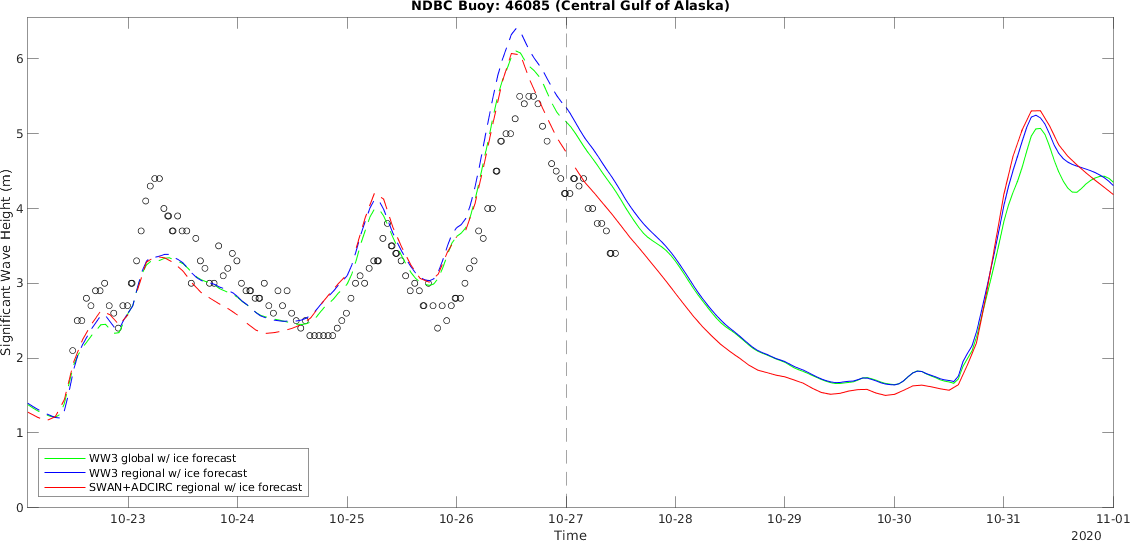 NDBC Buoy: 46085 (Central Gulf of Alaska)
Significant Wave Height (m)
6
5
4
3
2
1
0
WW3 global w/ ice forecast
WW3 regional w/ ice forecast
SWAN+ADCIRC regional w/ ice forecast
10-23 10-24 10-25 10-26 10-27 10-28 10-29 10-30 10-31 11-01
Time
2020